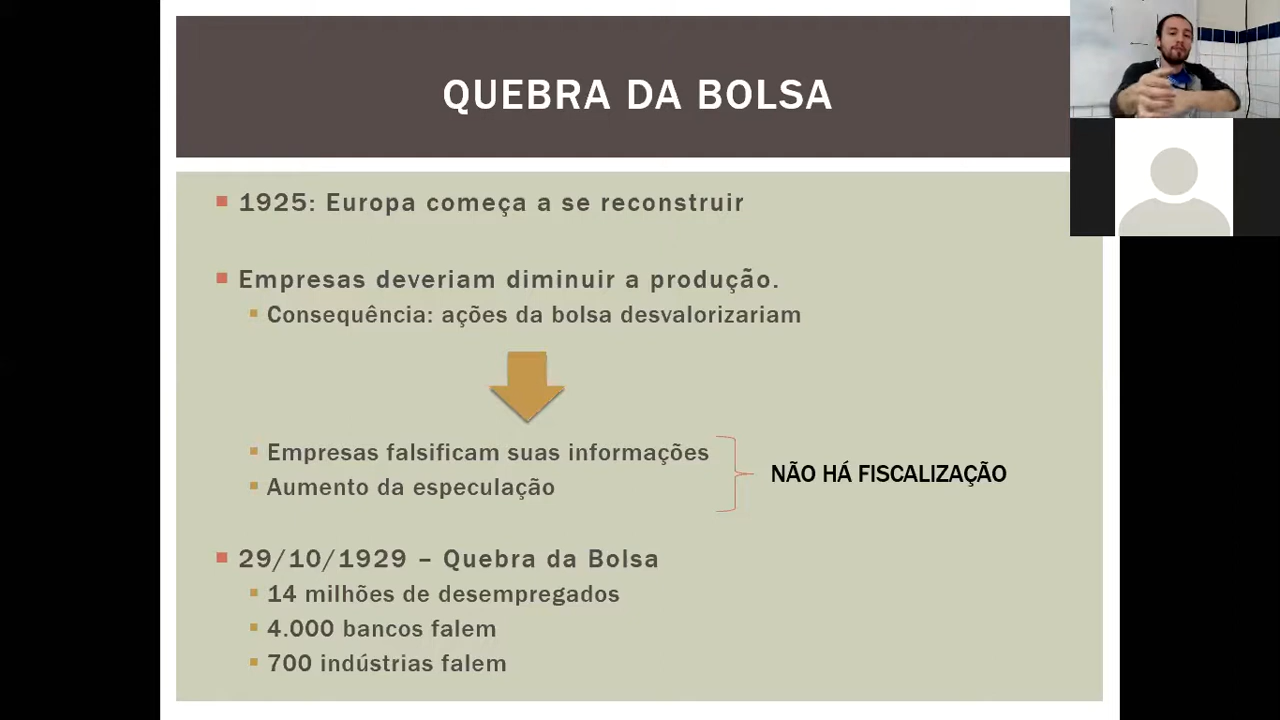 QUEBRA DA BOLSA
1925: Europa começa a se reconstruir
Empresas deveriam diminuir a produção.
Consequência: ações da bolsa desvalorizariam
Empresas falsificam suas informações
Aumento da especulação
NÃO HÁ FISCALIZAÇÃO
29/10/1929 – Quebra da Bolsa
14 milhões de desempregados
4.000 bancos falem
700 indústrias falem